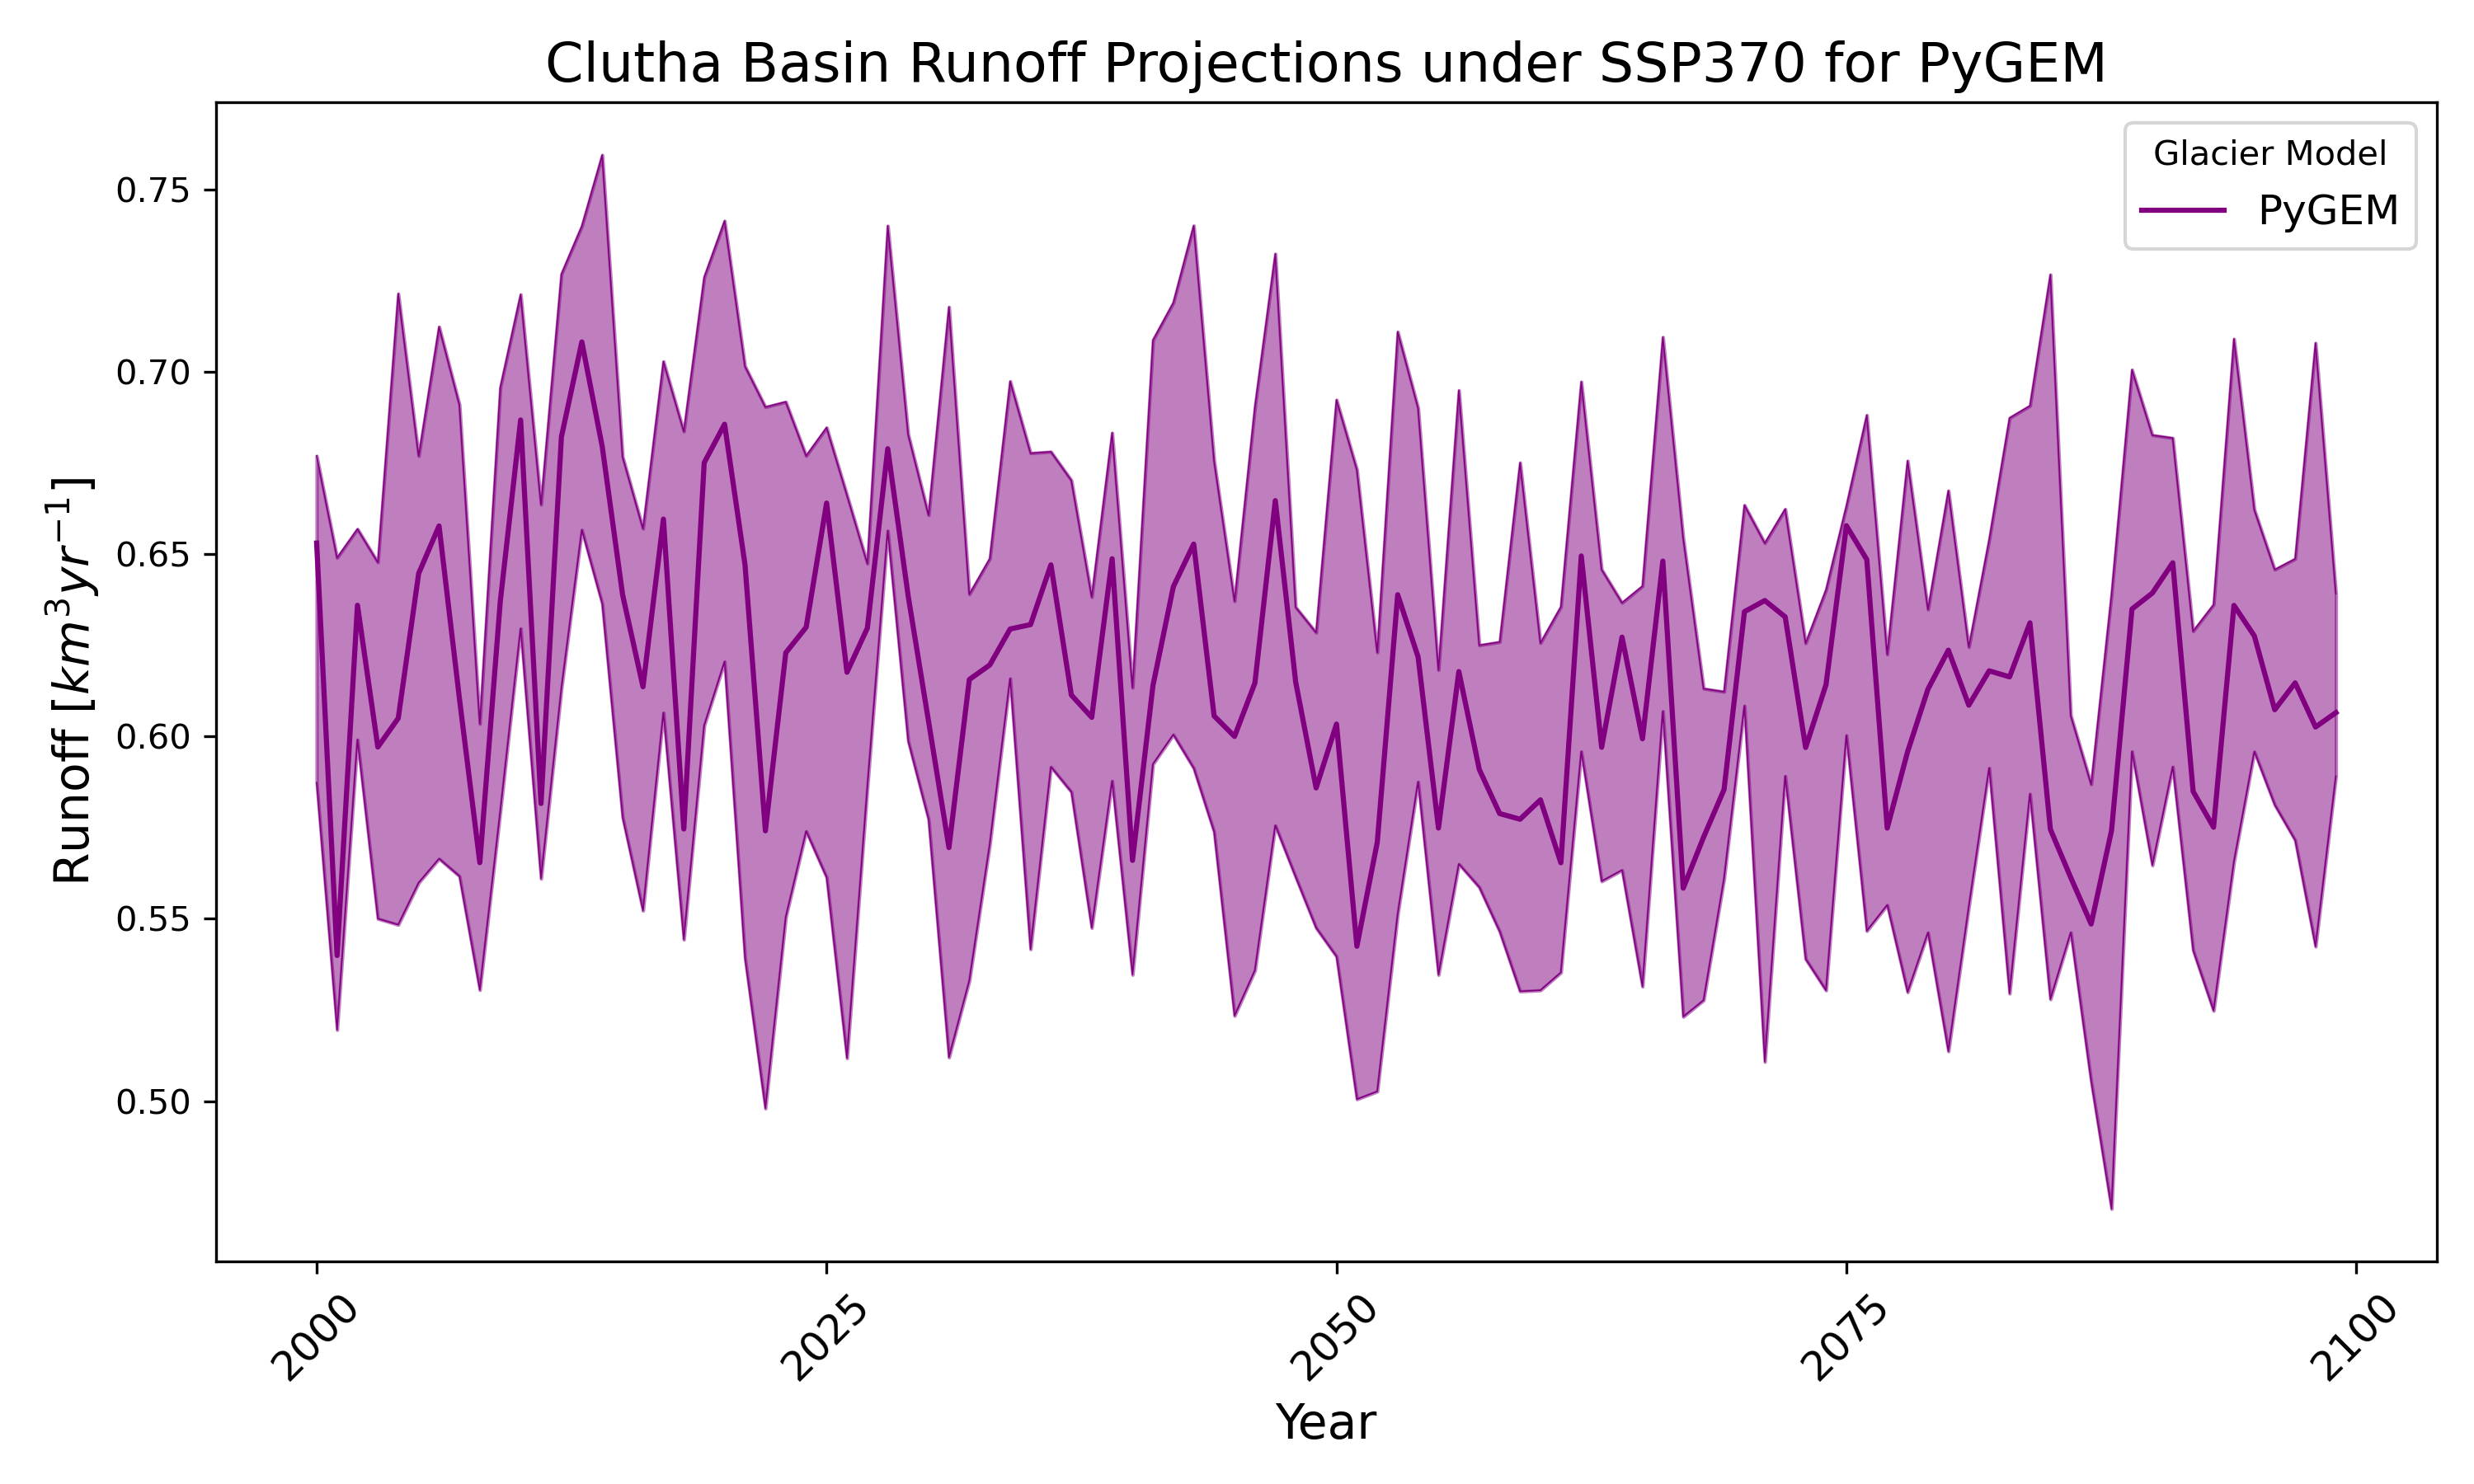 Clutha Basin Runoff Projections under SSP370 for PyGEM
Glacier Model
PyGEM
Runoff [km³yr⁻¹]
0.75
0.70
0.65
0.60
0.55
0.50
2000
2025
2050
2075
2100
Year